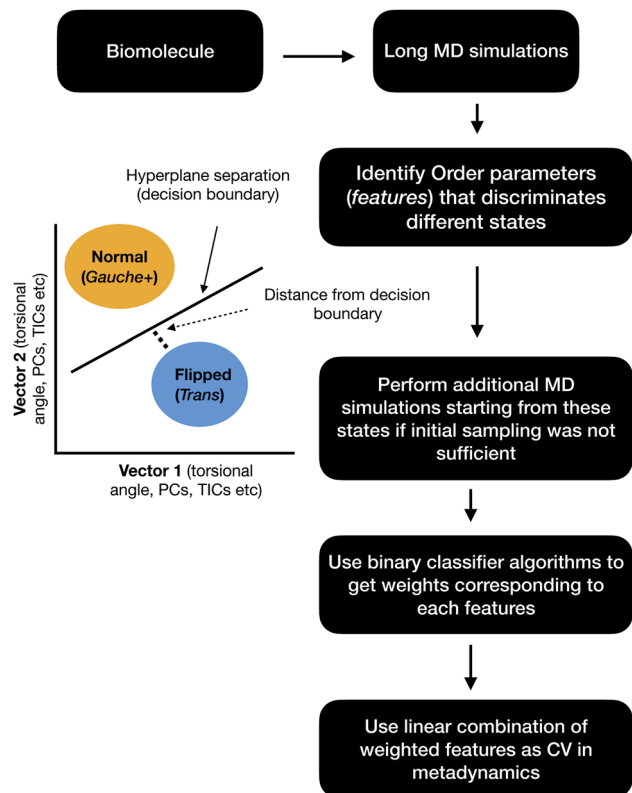 Biomolecule
Long MD simulations
Identify Order parameters
(features) that discriminates
different states
Hyperplane separation
(decision boundary)
Normal
(Gauche+)
Distance from decision
boundary
Flipped
(Trans)
Vector 2 (torsional
angle, PCs, TICs etc)
Vector 1 (torsional
angle, PCs, TICs etc)
Perform additional MD
simulations starting from these
states if initial sampling was not
sufficient
Use binary classifier algorithms to
get weights corresponding to
each features
Use linear combination of
weighted features as CV in
metadynamics